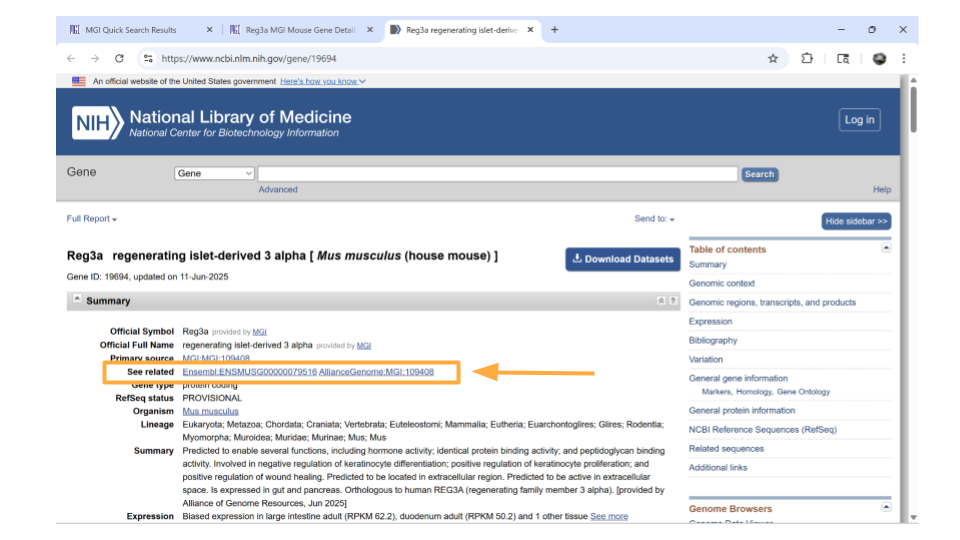 MGI Quick Search Results
Reg3a MGI Mouse Gene Detail
Reg3a regenerating islet-derive
https://www.ncbi.nlm.nih.gov/gene/19694
An official website of the United States government Here's how you know
NIH
National Library of Medicine
National Center for Biotechnology Information
Log in
Gene
Gene
Search
Advanced
Help
Full Report
Send to:
Hide sidebar >>
Reg3a regenerating islet-derived 3 alpha [ Mus musculus (house mouse) ]
Gene ID: 19694, updated on 11-Jun-2025
Download Datasets
Summary
Official Symbol Reg3a provided by MGI
Official Full Name regenerating islet-derived 3 alpha provided by MGI
Primary source MGI:MGI:109408
See related Ensembl:ENSMUSG00000079516 AllianceGenome:MGI:109408
Gene type protein coding
RefSeq status PROVISIONAL
Organism Mus musculus
Lineage Eukaryota; Metazoa; Chordata; Craniata; Vertebrata; Euteleostomi; Mammalia; Eutheria; Euarchontoglires; Glires; Rodentia;
Myomorpha; Muroidea; Muridae; Murinae; Mus; Mus
Summary Predicted to enable several functions, including hormone activity; identical protein binding activity; and peptidoglycan binding
activity. Involved in negative regulation of keratinocyte differentiation; positive regulation of keratinocyte proliferation; and
positive regulation of wound healing. Predicted to be located in extracellular region. Predicted to be active in extracellular
space. Is expressed in gut and pancreas. Orthologous to human REG3A (regenerating family member 3 alpha). [provided by
Alliance of Genome Resources, Jun 2025]
Expression Biased expression in large intestine adult (RPKM 62.2), duodenum adult (RPKM 50.2) and 1 other tissue See more
Table of contents
Summary
Genomic context
Genomic regions, transcripts, and products
Expression
Bibliography
Variation
General gene information
Markers, Homology, Gene Ontology
General protein information
NCBI Reference Sequences (RefSeq)
Related sequences
Additional links
Genome Browsers
Genome Data Viewer